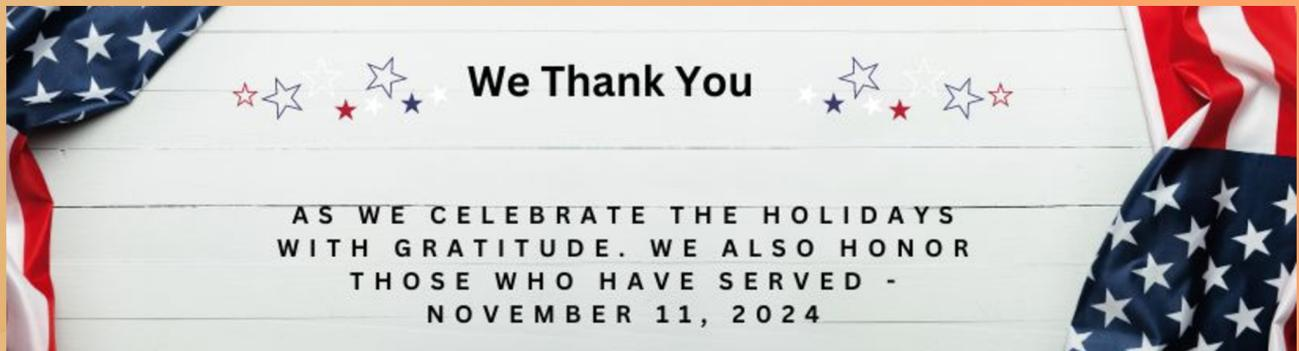 We Thank You
AS WE CELEBRATE THE HOLIDAYS
WITH GRATITUDE. WE ALSO HONOR
THOSE WHO HAVE SERVED -
NOVEMBER 11, 2024